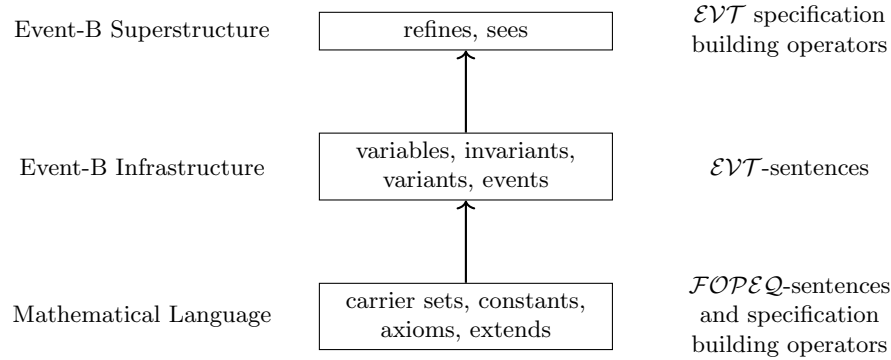 Event-B Superstructure
refines, sees
ℰ𝒱𝒯 specification
building operators
Event-B Infrastructure
variables, invariants,
variants, events
ℰ𝒱𝒯-sentences
Mathematical Language
carrier sets, constants,
axioms, extends
ℱ𝒪𝒫ℰ𝒬-sentences
and specification
building operators